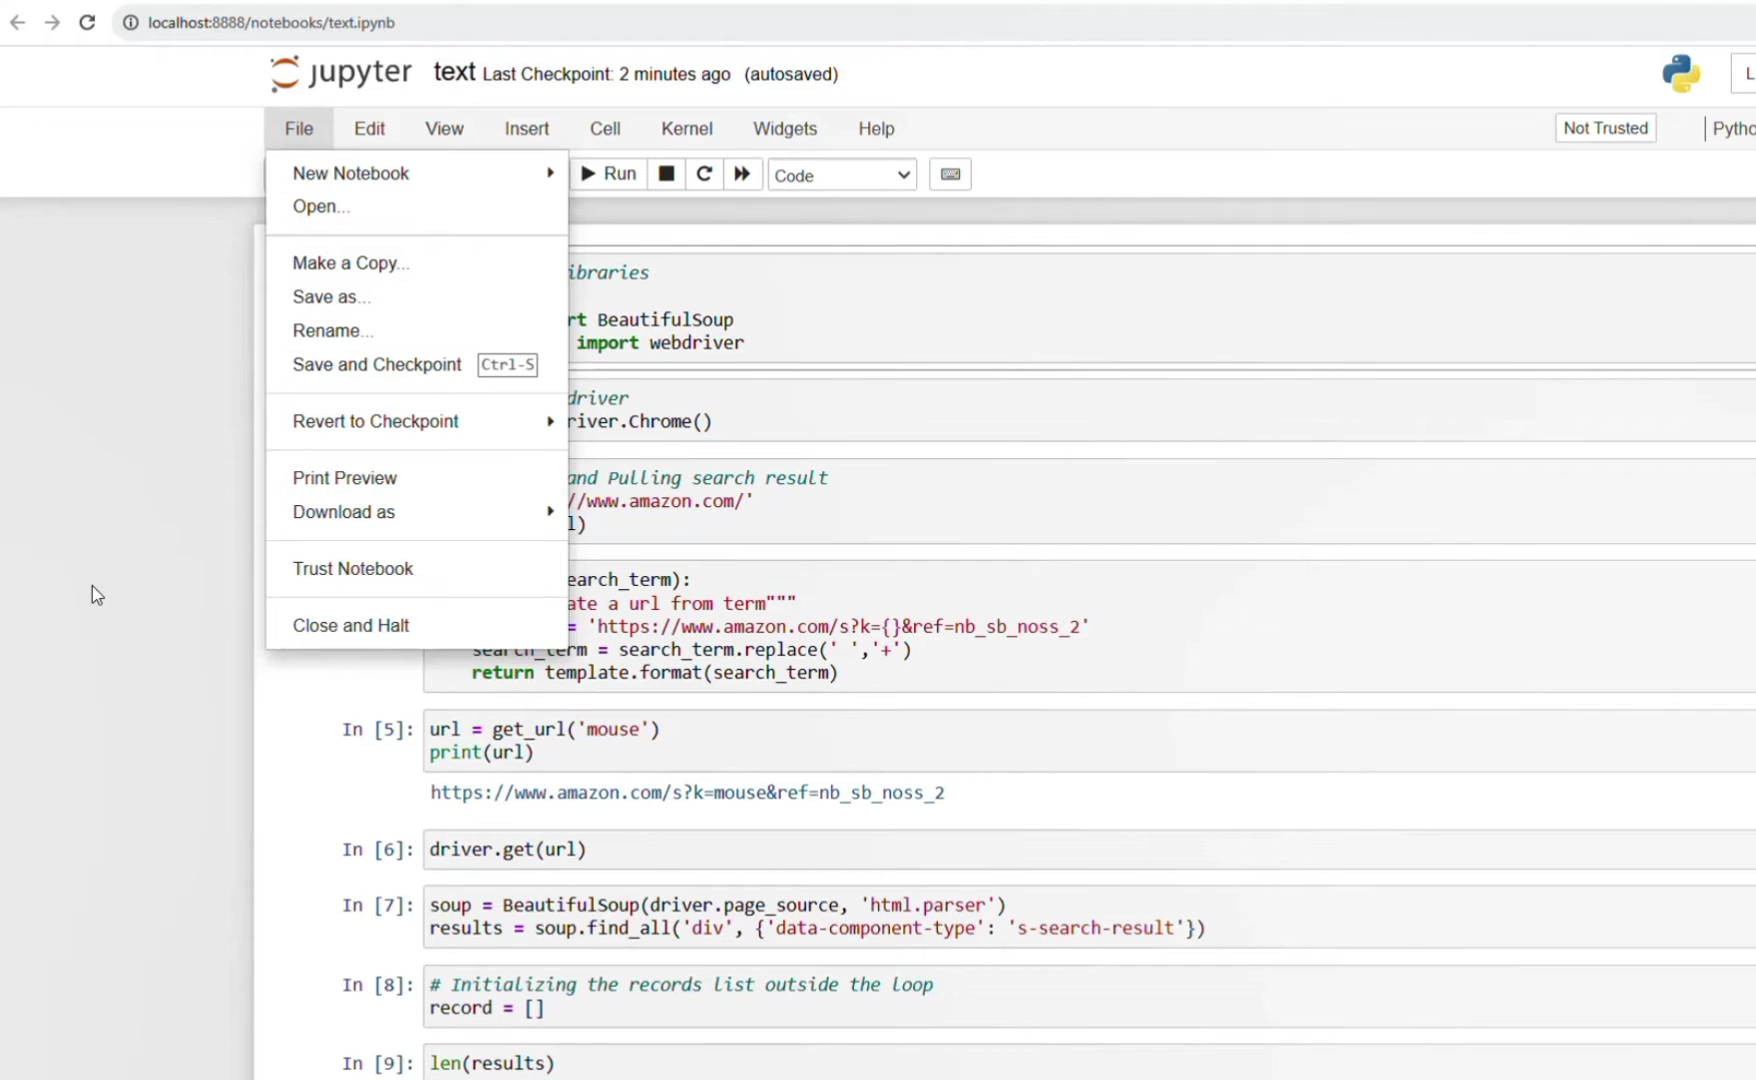 localhost:8888/notebooks/text.ipynb
jupyter text Last Checkpoint: 2 minutes ago (autosaved)
File Edit View Insert Cell Kernel Widgets Help Not Trusted
New Notebook
Open...
Make a Copy...
Save as...
Rename...
Save and Checkpoint Ctrl-S
Revert to Checkpoint
Print Preview
Download as
Trust Notebook
Close and Halt
Run Code
ibraries
rt BeautifulSoup
import webdriver
driver
river.Chrome()
and Pulling search result
//www.amazon.com/'
l)
earch_term):
ate a url from term"""
= 'https://www.amazon.com/s?k={}&ref=nb_sb_noss_2'
search_term = search_term.replace(' ','+')
return template.format(search_term)
In [5]: url = get_url('mouse')
print(url)
https://www.amazon.com/s?k=mouse&ref=nb_sb_noss_2
In [6]: driver.get(url)
In [7]: soup = BeautifulSoup(driver.page_source, 'html.parser')
results = soup.find_all('div', {'data-component-type': 's-search-result'})
In [8]: # Initializing the records list outside the loop
record = []
In [9]: len(results)